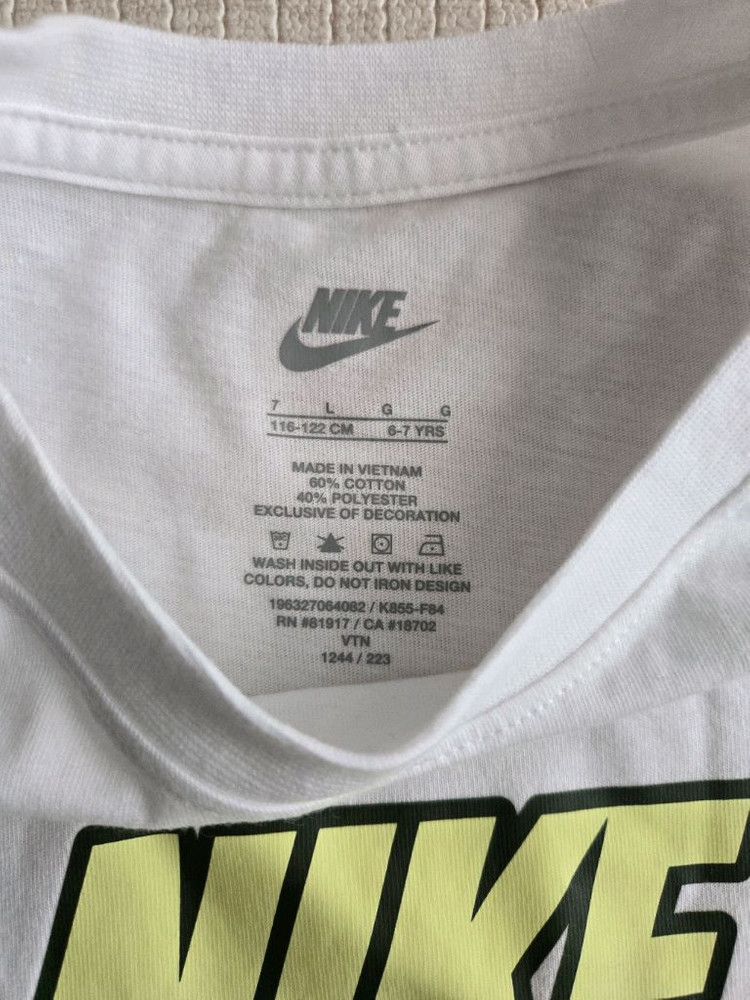 NIKE
7 L G G
116-122 CM 6-7 YRS
MADE IN VIETNAM
60% COTTON
40% POLYESTER
EXCLUSIVE OF DECORATION
WASH INSIDE OUT WITH LIKE
COLORS, DO NOT IRON DESIGN
196327064082 / K855-F84
RN #81917 / CA #18702
VTN
1244 / 223
NIKE